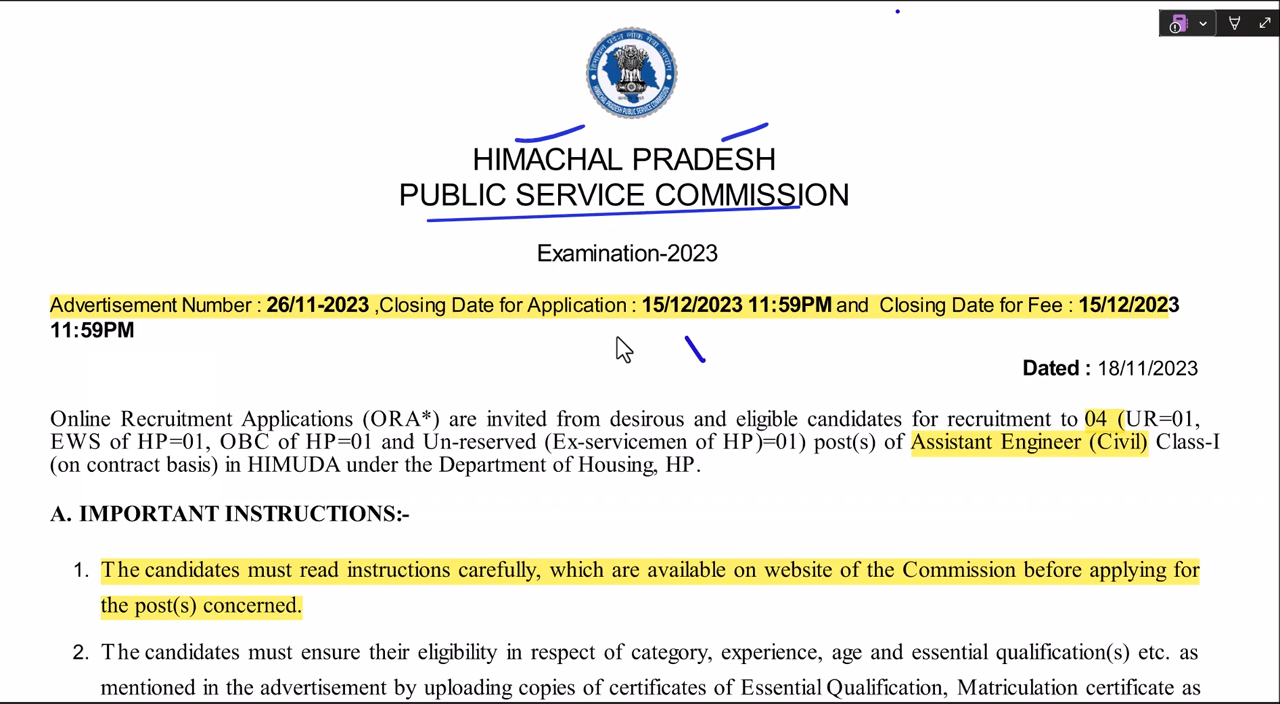 HIMACHAL PRADESH
PUBLIC SERVICE COMMISSION
Examination-2023
Advertisement Number : 26/11-2023 ,Closing Date for Application : 15/12/2023 11:59PM and Closing Date for Fee : 15/12/2023
11:59PM
Dated : 18/11/2023
Online Recruitment Applications (ORA*) are invited from desirous and eligible candidates for recruitment to 04 (UR=01,
EWS of HP=01, OBC of HP=01 and Un-reserved (Ex-servicemen of HP)=01) post(s) of Assistant Engineer (Civil) Class-I
(on contract basis) in HIMUDA under the Department of Housing, HP.
A. IMPORTANT INSTRUCTIONS:-
1. The candidates must read instructions carefully, which are available on website of the Commission before applying for
the post(s) concerned.
2. The candidates must ensure their eligibility in respect of category, experience, age and essential qualification(s) etc. as
mentioned in the advertisement by uploading copies of certificates of Essential Qualification, Matriculation certificate as